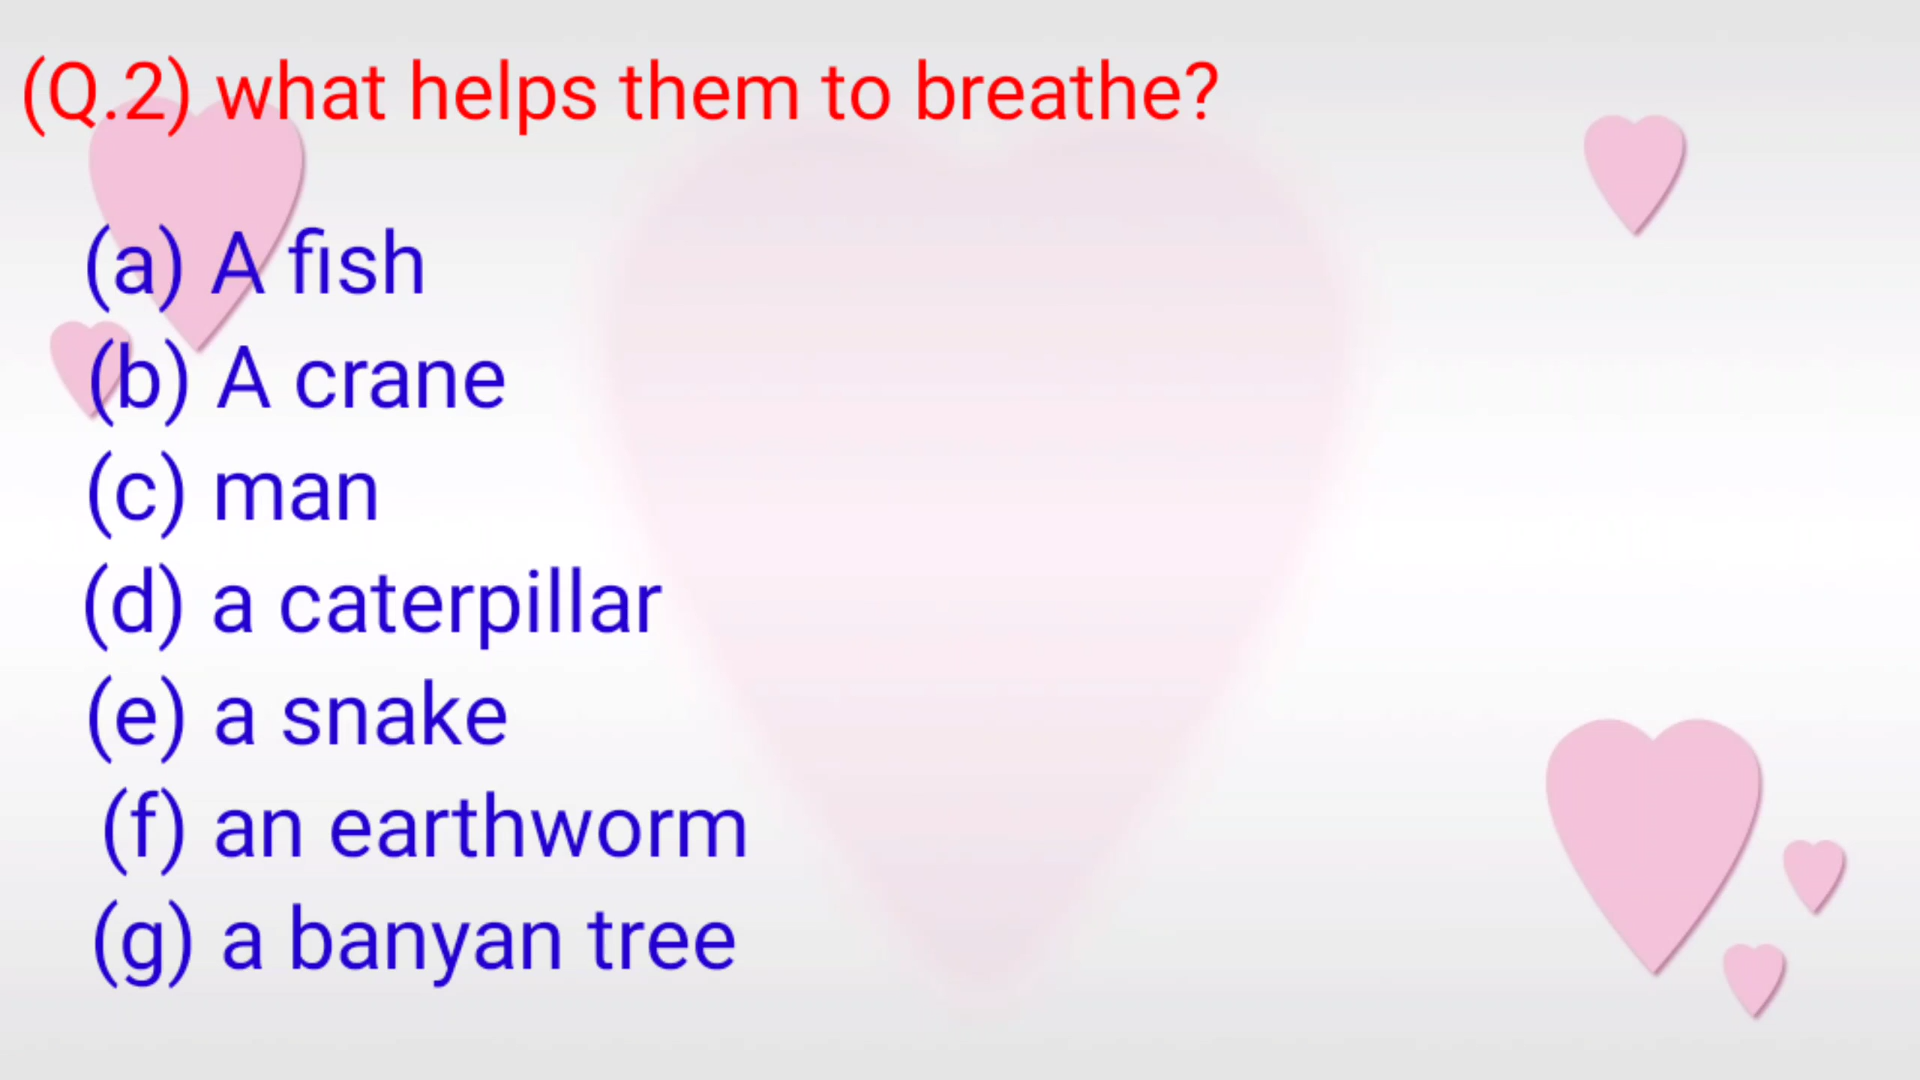 (Q.2) what helps them to breathe?
(a) A fish
(b) A crane
(c) man
(d) a caterpillar
(e) a snake
(f) an earthworm
(g) a banyan tree